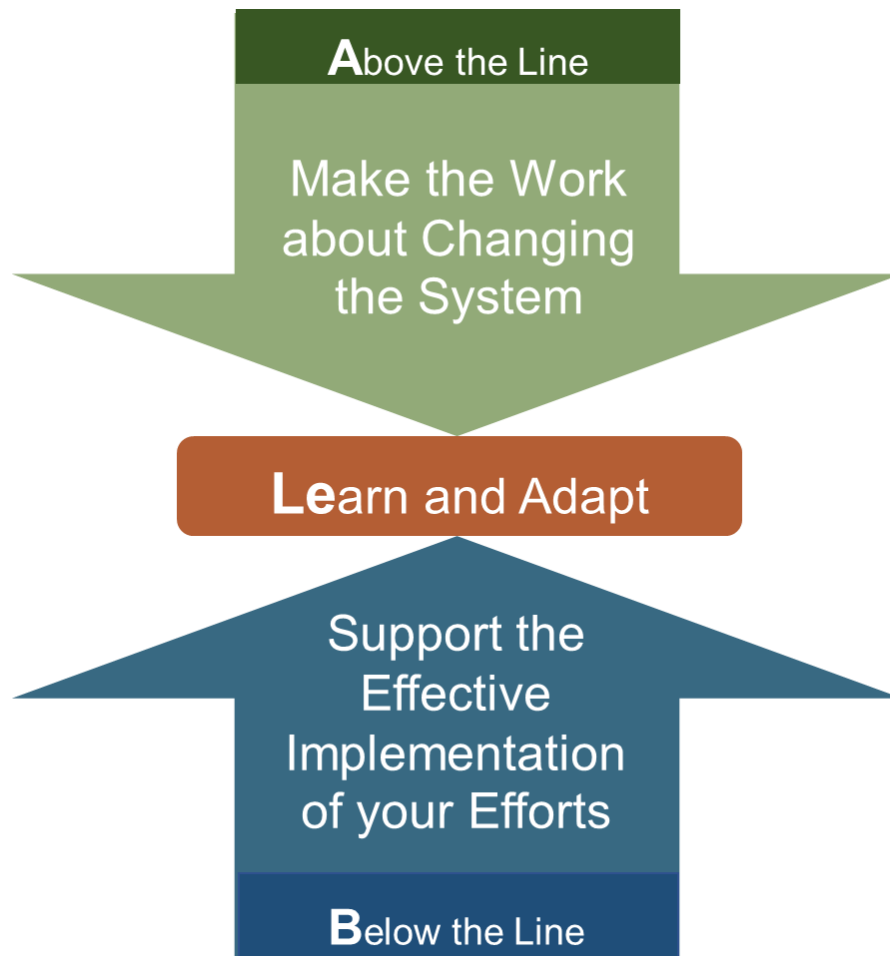 Above the Line
Make the Work
about Changing
the System
Learn and Adapt
Support the
Effective
Implementation
of your Efforts
Below the Line